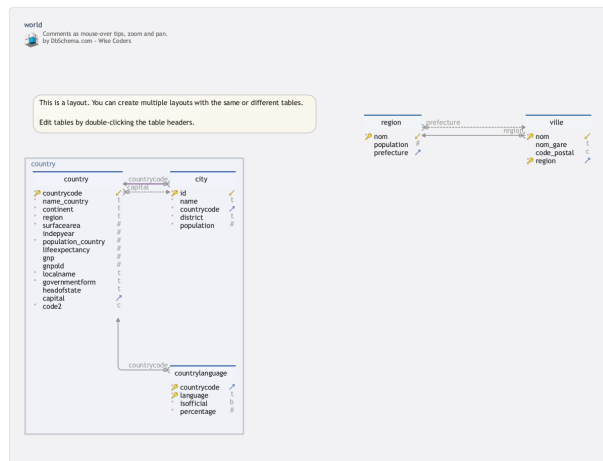 world
Comments as mouse-over tips, zoom and pan.
by DbSchema.com - Wise Coders
This is a layout. You can create multiple layouts with the same or different tables.
Edit tables by double-clicking the table headers.
region
prefecture
region
ville
nom
population #
prefecture
nom
nom_gare t
code_postal c
region
country
country
countrycode
capital
city
countrycode
* name_country t
* continent t
* region t
* surfacearea #
indepyear #
* population_country #
lifeexpectancy #
gnp #
gnpold #
* localname t
* governmentform t
headofstate t
capital
* code2 c
id
* name t
* countrycode
* district t
* population #
countrycode
countrylanguage
countrycode
language t
* isofficial b
* percentage #